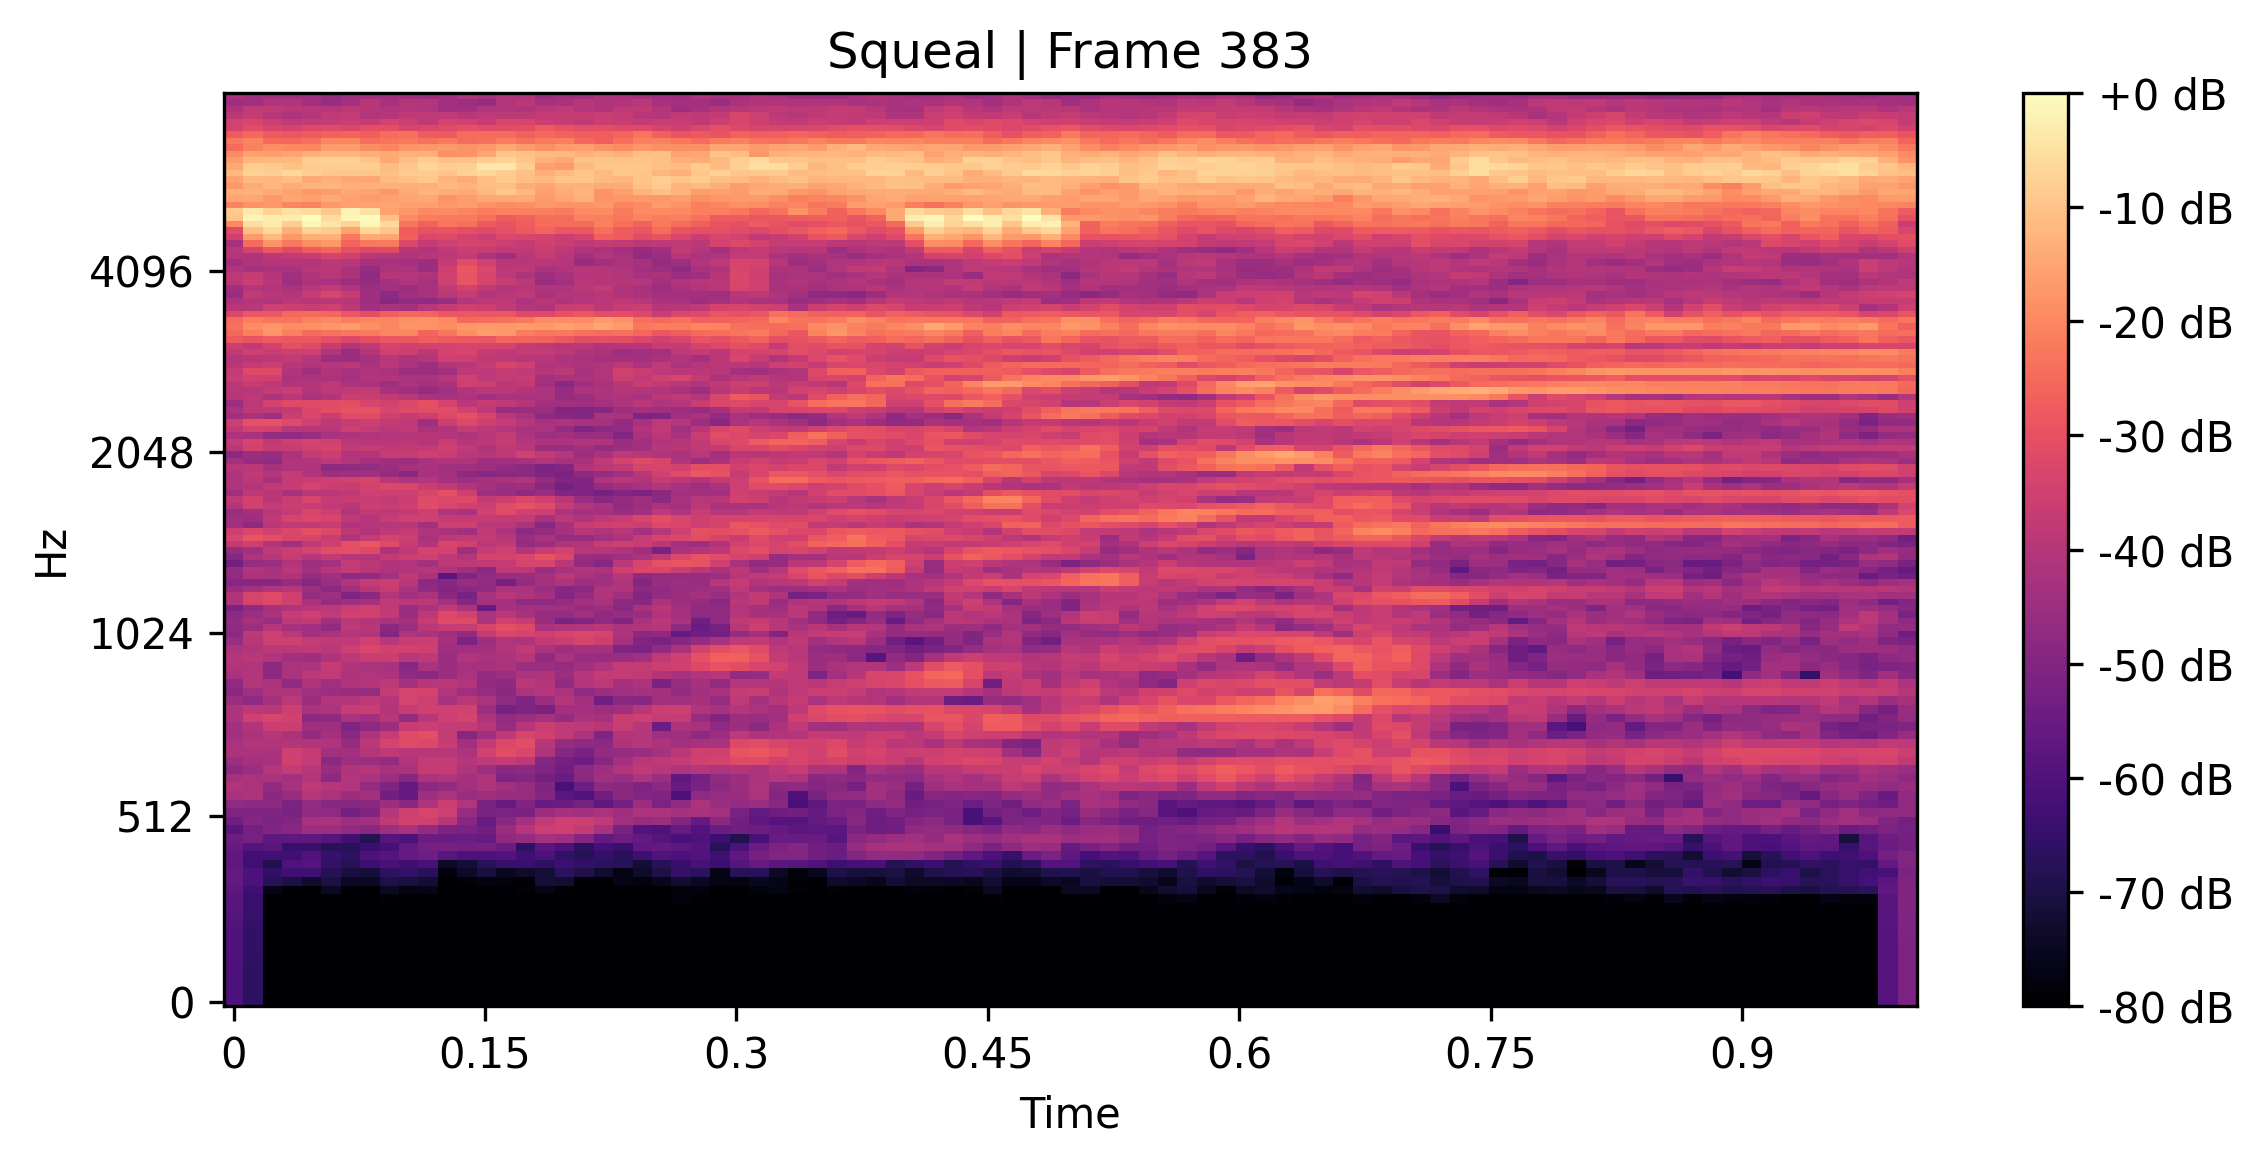 Squeal | Frame 383
Hz
4096
2048
1024
512
0
0 0.15 0.3 0.45 0.6 0.75 0.9
Time
+0 dB
-10 dB
-20 dB
-30 dB
-40 dB
-50 dB
-60 dB
-70 dB
-80 dB